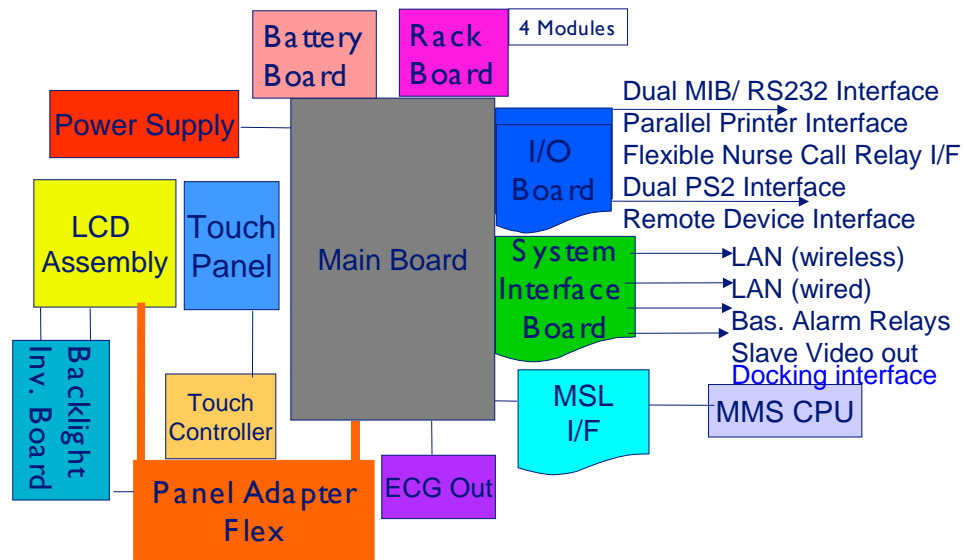 Battery
Board
Rack
Board
4 Modules
Power Supply
I/O
Board
Dual MIB/ RS232 Interface
Parallel Printer Interface
Flexible Nurse Call Relay I/F
Dual PS2 Interface
Remote Device Interface
LCD
Assembly
Touch
Panel
Main Board
System
Interface
Board
LAN (wireless)
LAN (wired)
Bas. Alarm Relays
Slave Video out
Docking interface
Backlight
Inv. Board
Touch
Controller
MSL
I/F
MMS CPU
ECG Out
Panel Adapter
Flex